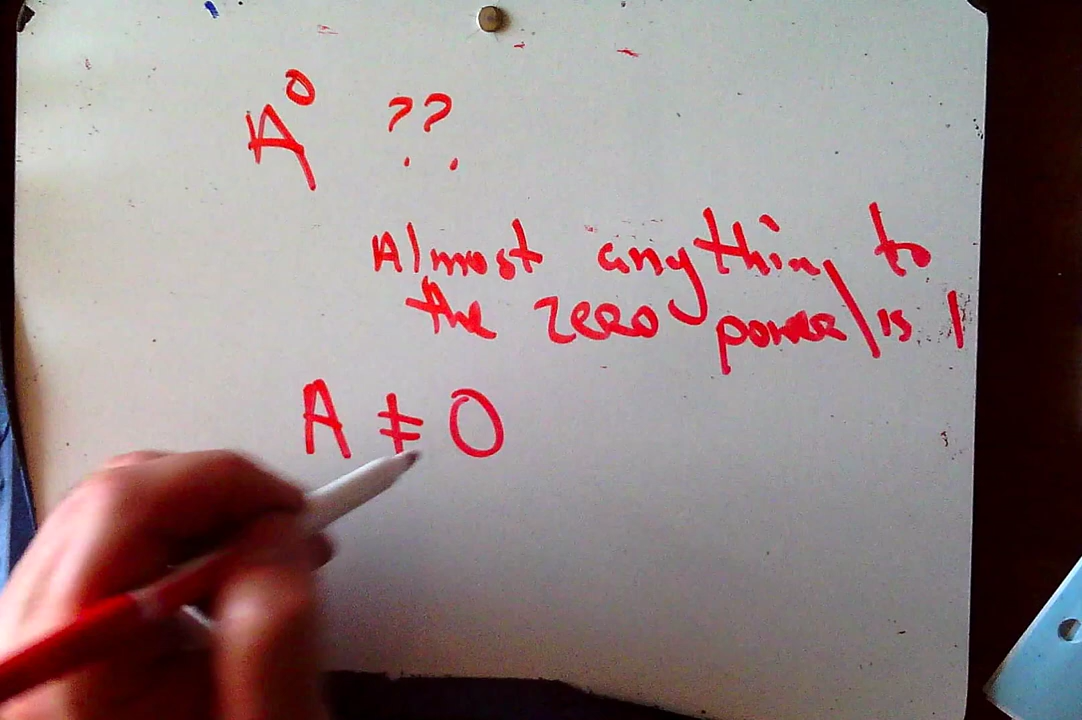 A⁰ ??
Almost anything to
the zero power is 1
A ≠ 0